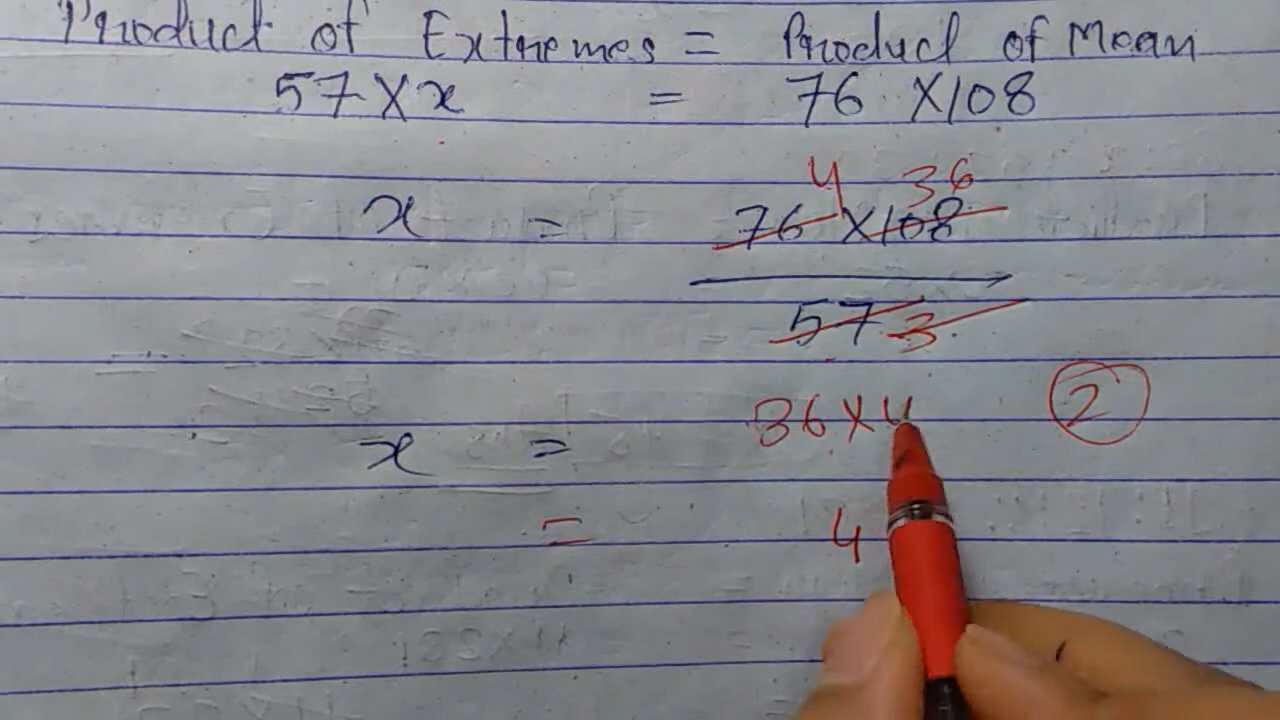 Product of Extremes = Product of Mean
57 X x = 76 X 108
4 36
x = 76 X 108
57 3
x = 36 X 4 2
= 4